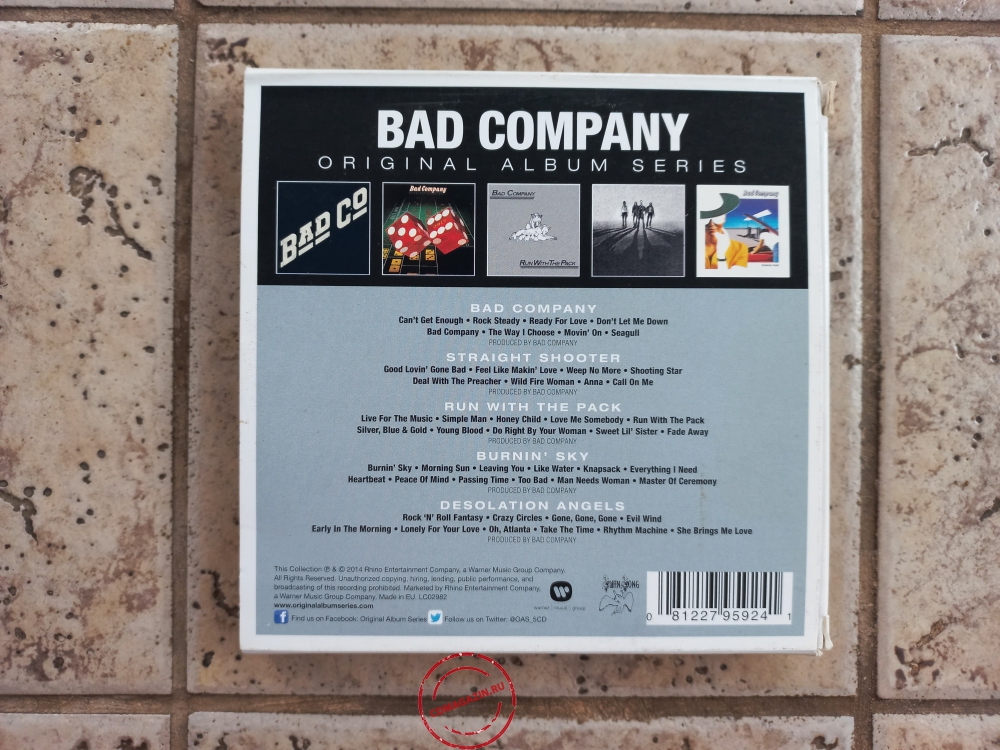 BAD COMPANY
ORIGINAL ALBUM SERIES
BAD CO
Bad Company
BAD COMPANY
RUN WITH THE PACK
Bad Company
BAD COMPANY
Can't Get Enough • Rock Steady • Ready For Love • Don't Let Me Down
Bad Company • The Way I Choose • Movin' On • Seagull
PRODUCED BY BAD COMPANY
STRAIGHT SHOOTER
Good Lovin' Gone Bad • Feel Like Makin' Love • Weep No More • Shooting Star
Deal With The Preacher • Wild Fire Woman • Anna • Call On Me
PRODUCED BY BAD COMPANY
RUN WITH THE PACK
Live For The Music • Simple Man • Honey Child • Love Me Somebody • Run With The Pack
Silver, Blue & Gold • Young Blood • Do Right By Your Woman • Sweet Lil' Sister • Fade Away
PRODUCED BY BAD COMPANY
BURNIN' SKY
Burnin' Sky • Morning Sun • Leaving You • Like Water • Knapsack • Everything I Need
Heartbeat • Peace Of Mind • Passing Time • Too Bad • Man Needs Woman • Master Of Ceremony
PRODUCED BY BAD COMPANY
DESOLATION ANGELS
Rock 'N' Roll Fantasy • Crazy Circles • Gone, Gone, Gone • Evil Wind
Early In The Morning • Lonely For Your Love • Oh, Atlanta • Take The Time • Rhythm Machine • She Brings Me Love
PRODUCED BY BAD COMPANY
This Collection ℗ & © 2014 Rhino Entertainment Company, a Warner Music Group Company.
All Rights Reserved. Unauthorized copying, hiring, lending, public performance, and
broadcasting of this recording prohibited. Marketed by Rhino Entertainment Company,
a Warner Music Group Company. Made in EU. LC02982
www.originalalbumseries.com
Find us on Facebook: Original Album Series Follow us on Twitter: @OAS_5CD
warner music group
SWAN SONG
0 81227 95924 1